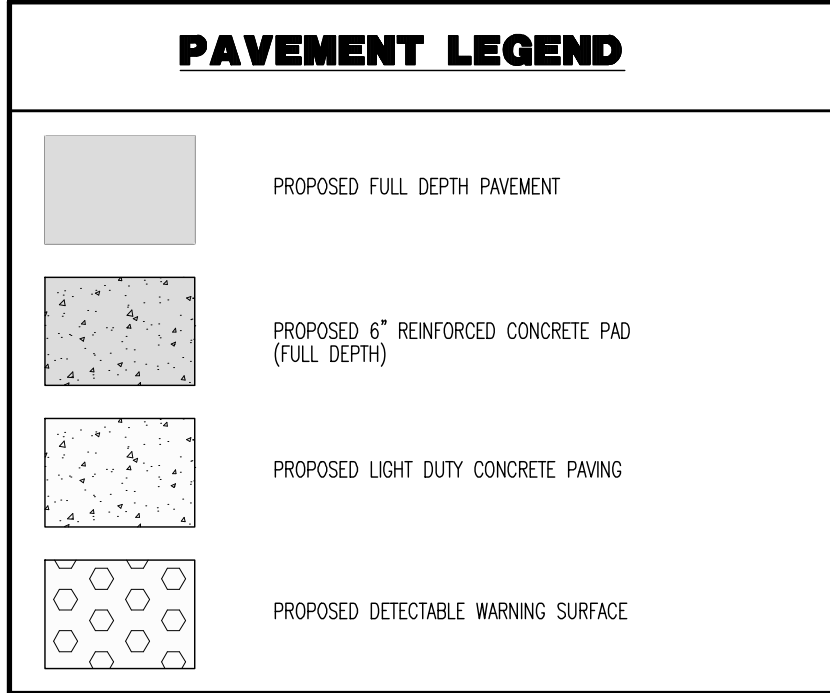 PAVEMENT LEGEND
PROPOSED FULL DEPTH PAVEMENT
PROPOSED 6" REINFORCED CONCRETE PAD
(FULL DEPTH)
PROPOSED LIGHT DUTY CONCRETE PAVING
PROPOSED DETECTABLE WARNING SURFACE